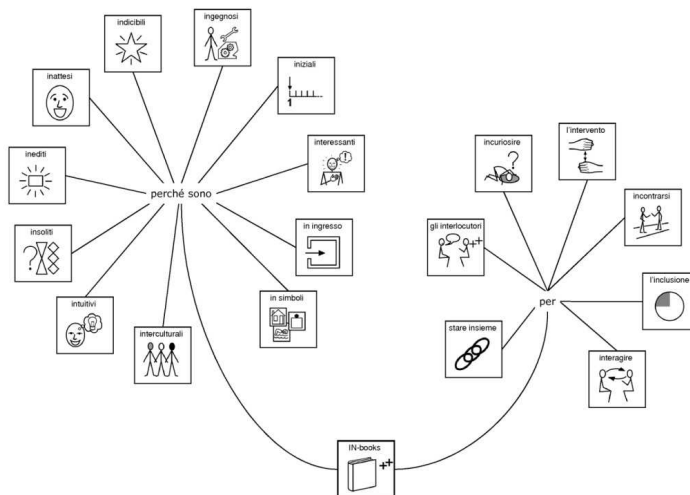 ingegnosi
indicibili
iniziali
inattesi
interessanti
inediti
perché sono
in ingresso
insoliti
in simboli
intuitivi
interculturali
l'intervento
incuriosire
?
incontrarsi
gli interlocutori
++
l'inclusione
per
stare insieme
interagire
IN-books
++
1
!
?